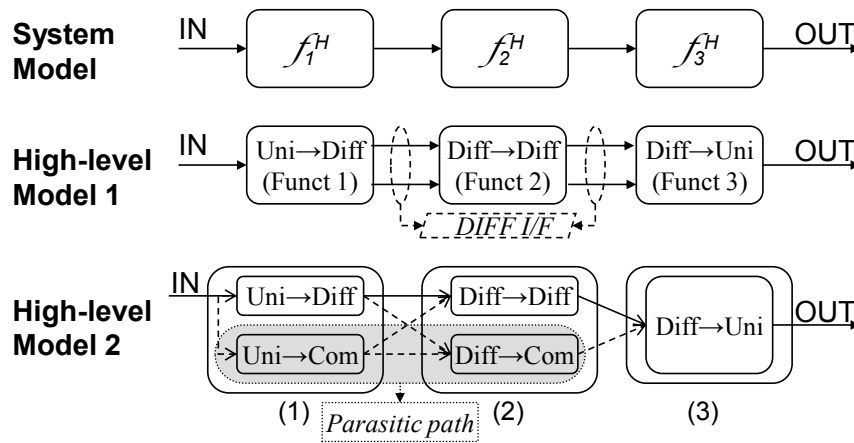 System
Model
IN
f₁ᴴ
f₂ᴴ
f₃ᴴ
OUT
High-level
Model 1
IN
Uni→Diff
(Funct 1)
Diff→Diff
(Funct 2)
Diff→Uni
(Funct 3)
OUT
DIFF I/F
High-level
Model 2
IN
Uni→Diff
Diff→Diff
Uni→Com
Diff→Com
Diff→Uni
OUT
(1)
(2)
(3)
Parasitic path